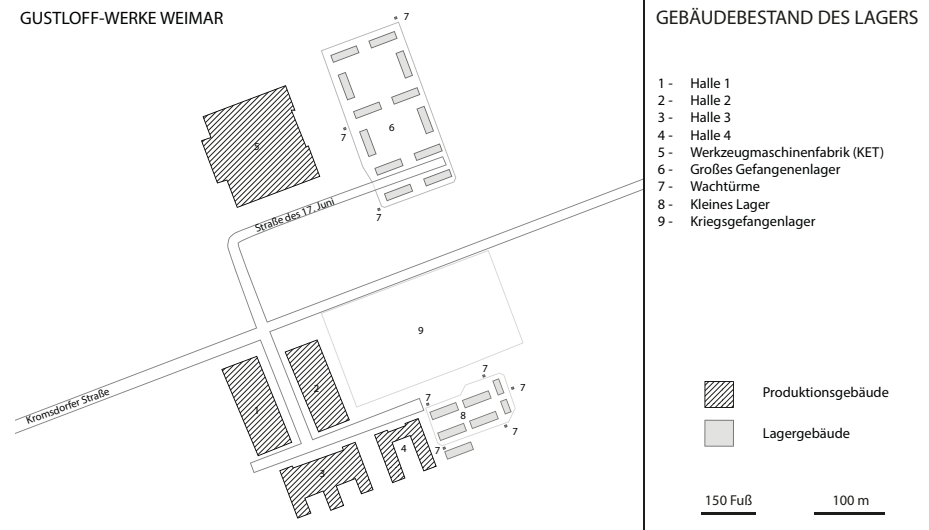 GUSTLOFF-WERKE WEIMAR
7
7
6
5
7
Straße des 17. Juni
9
Kromsdorfer Straße
2
1
7
7
7
8
7
7
4
3
GEBÄUDEBESTAND DES LAGERS
1 - Halle 1
2 - Halle 2
3 - Halle 3
4 - Halle 4
5 - Werkzeugmaschinenfabrik (KET)
6 - Großes Gefangenenlager
7 - Wachtürme
8 - Kleines Lager
9 - Kriegsgefangenlager
Produktionsgebäude
Lagergebäude
150 Fuß 100 m